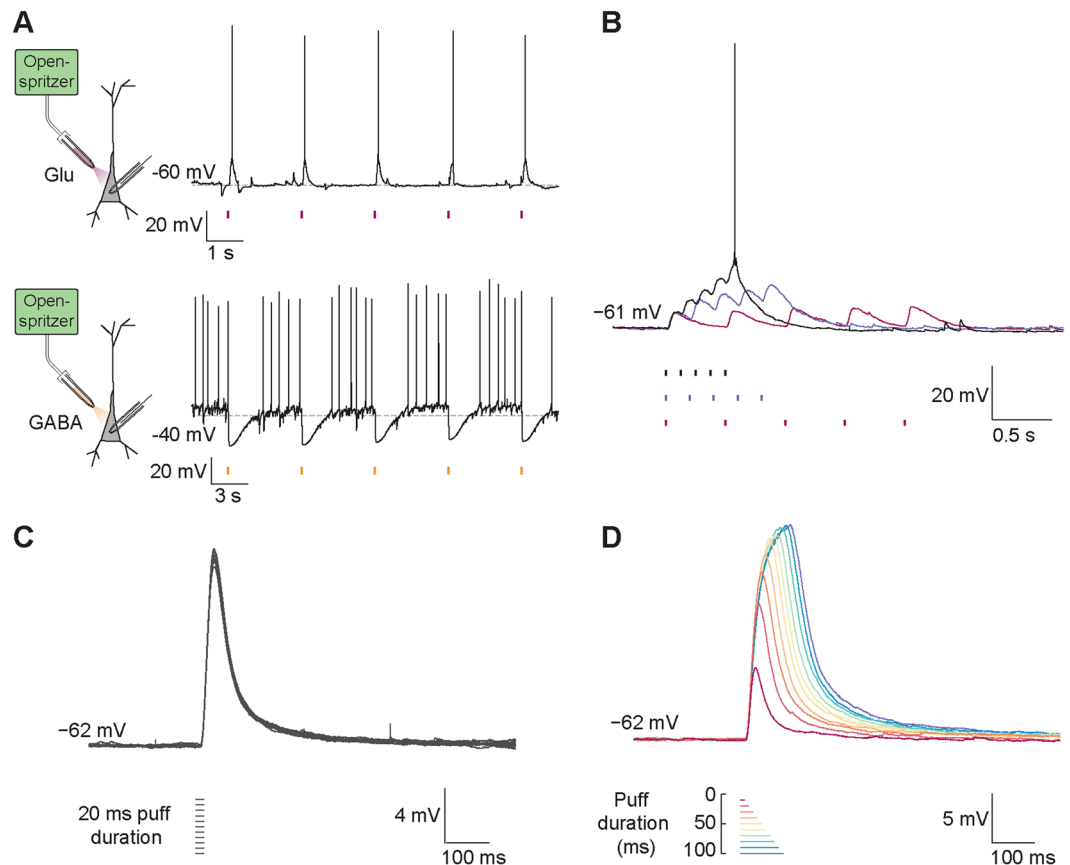 A
Open-
spritzer
Glu
-60 mV
20 mV
1 s
Open-
spritzer
GABA
-40 mV
20 mV
3 s
B
−61 mV
20 mV
0.5 s
C
−62 mV
20 ms puff
duration
4 mV
100 ms
D
−62 mV
Puff
duration
(ms)
0
50
100
5 mV
100 ms